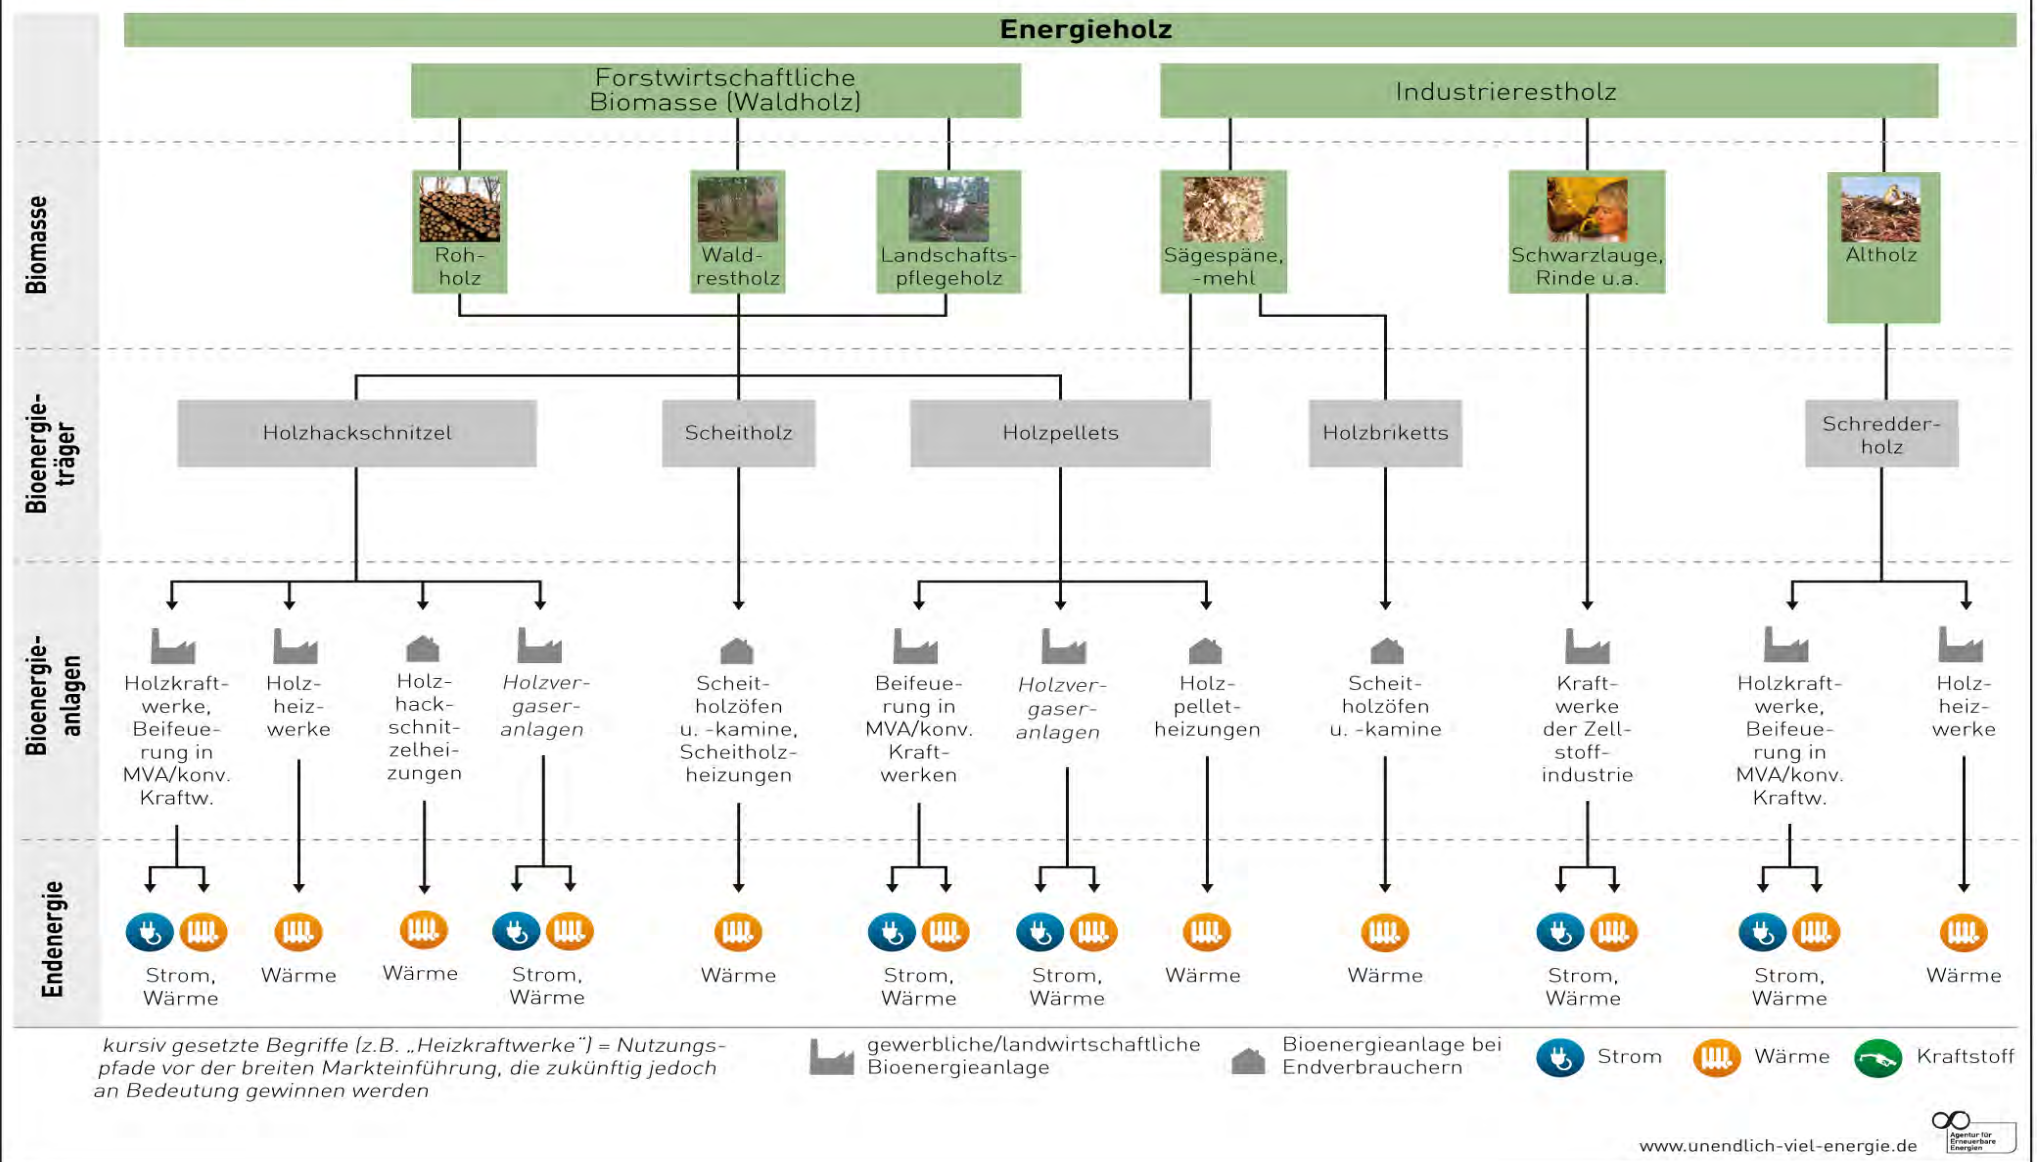 Energieholz
Forstwirtschaftliche
Biomasse (Waldholz)
Industrierestholz
Biomasse
Roh-
holz
Wald-
restholz
Landschafts-
pflegeholz
Sägespäne,
-mehl
Schwarzlauge,
Rinde u.a.
Altholz
Bioenergie-
träger
Holzhackschnitzel
Scheitholz
Holzpellets
Holzbriketts
Schredder-
holz
Bioenergie-
anlagen
Holzkraft-
werke,
Beifeue-
rung in
MVA/konv.
Kraftw.
Holz-
heiz-
werke
Holz-
hack-
schnit-
zelhei-
zungen
Holzver-
gaser-
anlagen
Scheit-
holzöfen
u. -kamine,
Scheitholz-
heizungen
Beifeue-
rung in
MVA/konv.
Kraft-
werken
Holzver-
gaser-
anlagen
Holz-
pellet-
heizungen
Scheit-
holzöfen
u. -kamine
Kraft-
werke
der Zell-
stoff-
industrie
Holzkraft-
werke,
Beifeue-
rung in
MVA/konv.
Kraftw.
Holz-
heiz-
werke
Endenergie
Strom,
Wärme
Wärme
Wärme
Strom,
Wärme
Wärme
Strom,
Wärme
Strom,
Wärme
Wärme
Wärme
Strom,
Wärme
Strom,
Wärme
Wärme
kursiv gesetzte Begriffe (z.B. „Heizkraftwerke“) = Nutzungs-
pfade vor der breiten Markteinführung, die zukünftig jedoch
an Bedeutung gewinnen werden
gewerbliche/landwirtschaftliche
Bioenergieanlage
Bioenergieanlage bei
Endverbrauchern
Strom
Wärme
Kraftstoff
www.unendlich-viel-energie.de
Agentur für
Erneuerbare
Energien